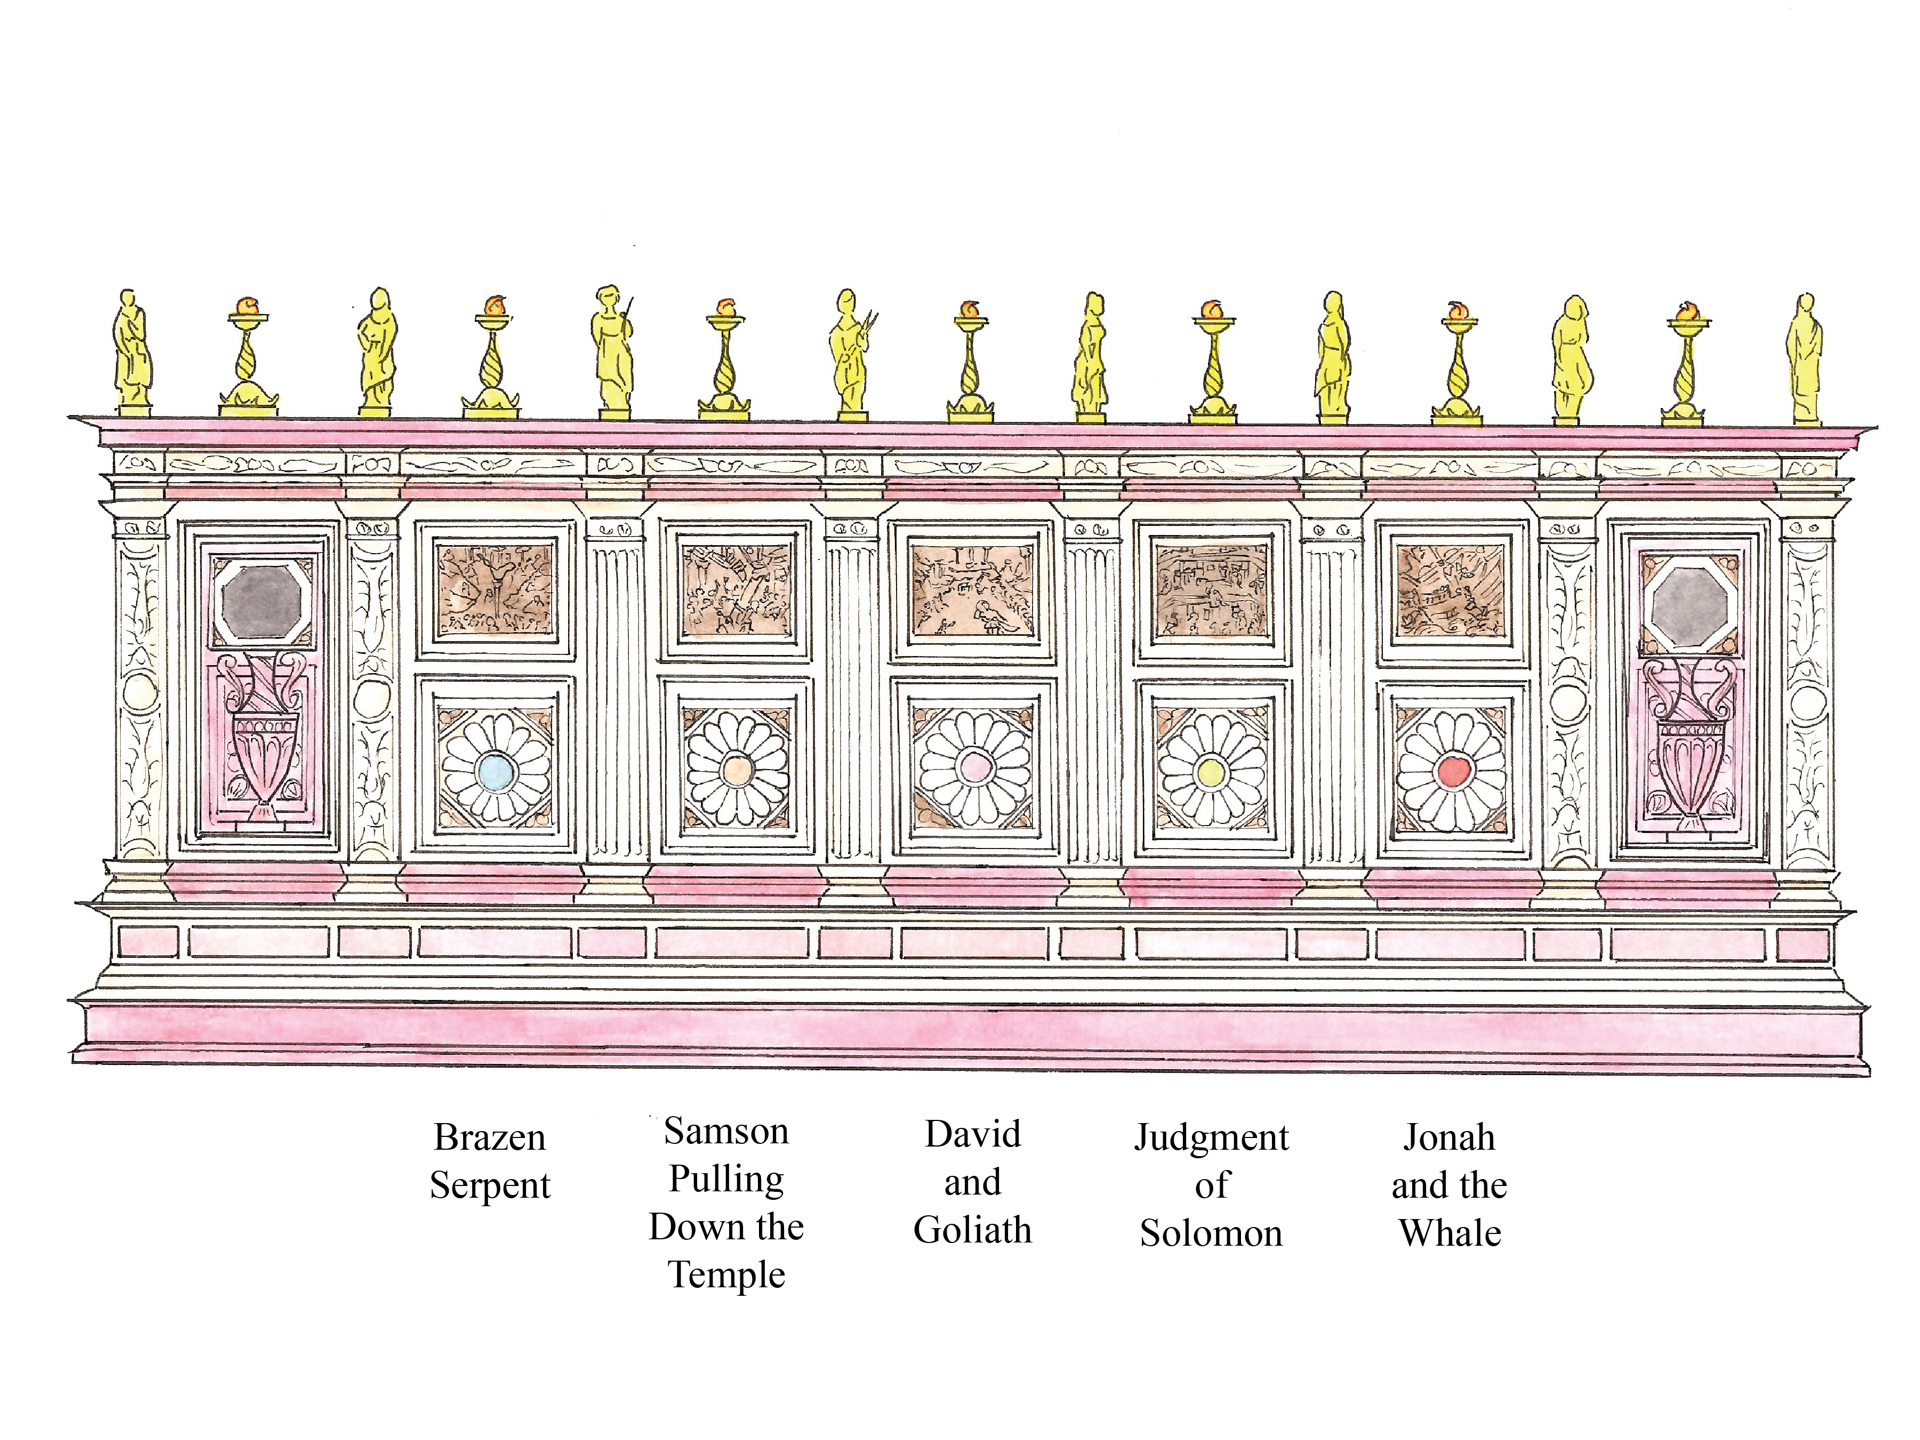 Brazen
Serpent
Samson
Pulling
Down the
Temple
David
and
Goliath
Judgment
of
Solomon
Jonah
and the
Whale